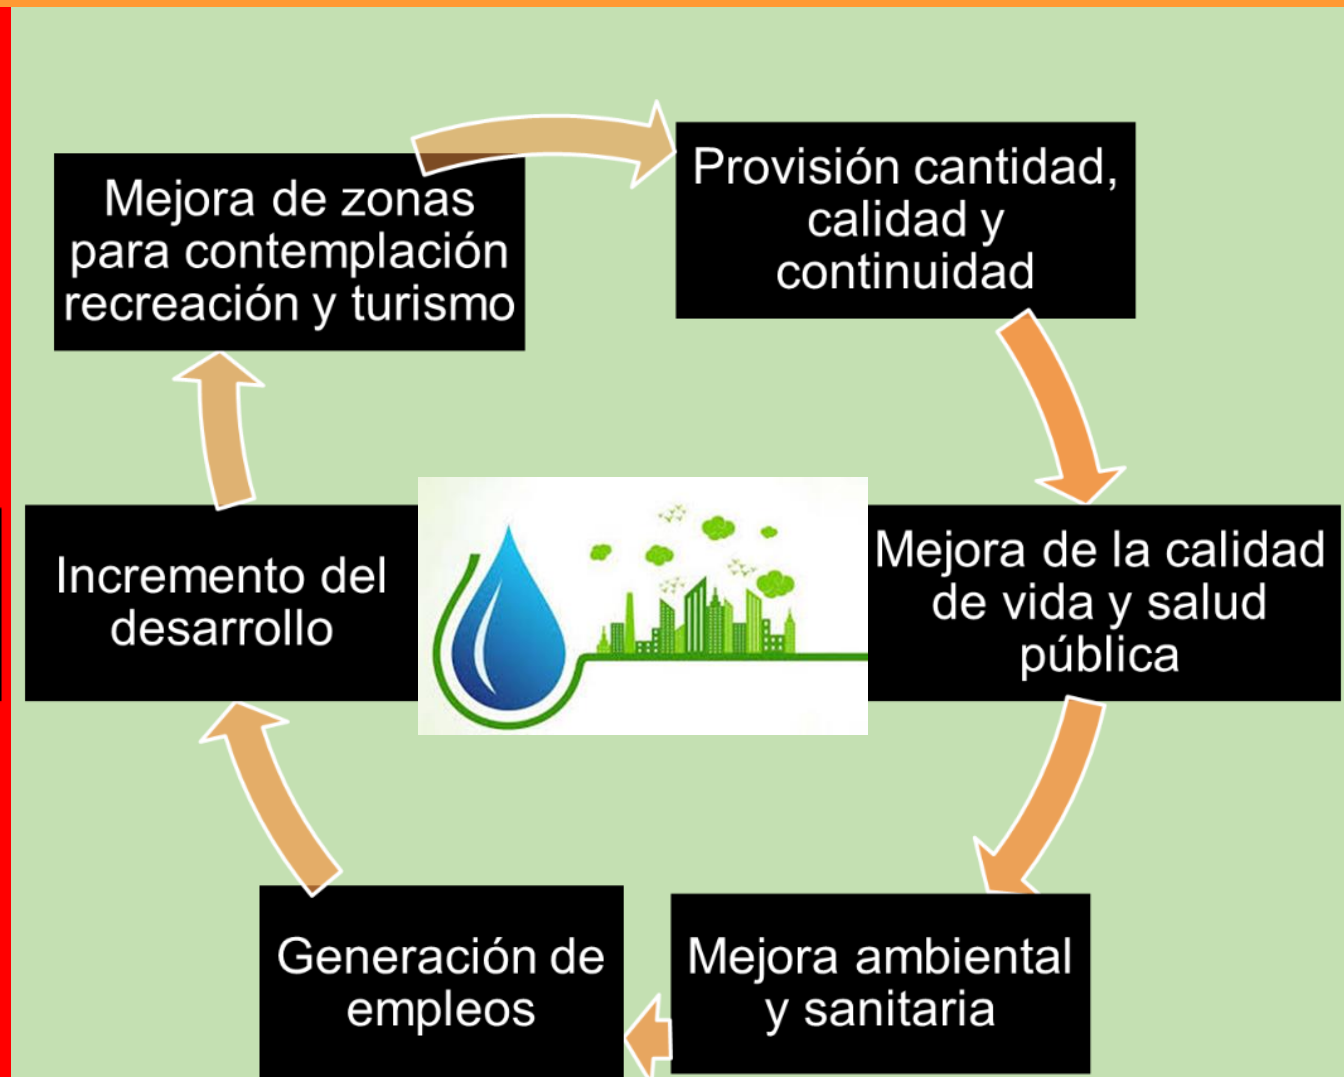 Provisión cantidad,
calidad y
continuidad
Mejora de la calidad
de vida y salud
pública
Mejora ambiental
y sanitaria
Generación de
empleos
Incremento del
desarrollo
Mejora de zonas
para contemplación
recreación y turismo